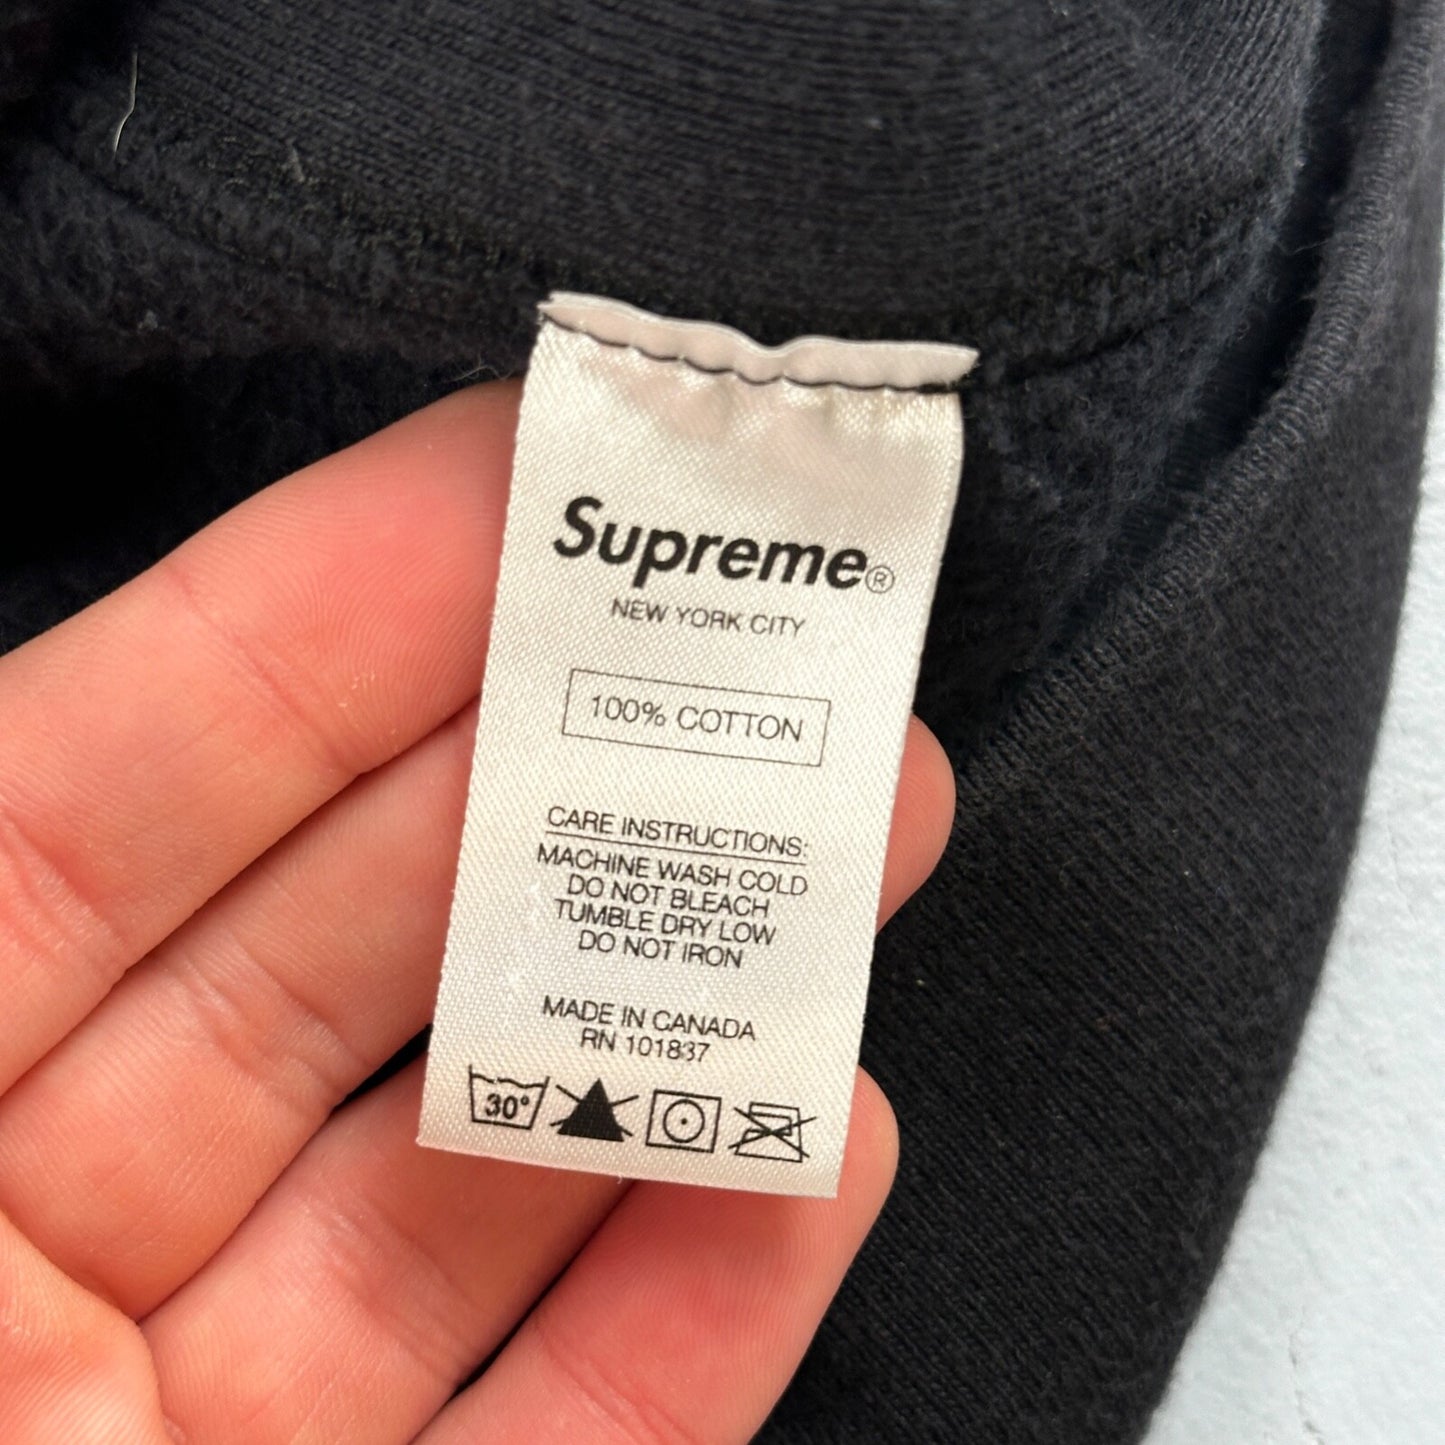 Supreme®
NEW YORK CITY
100% COTTON
CARE INSTRUCTIONS:
MACHINE WASH COLD
DO NOT BLEACH
TUMBLE DRY LOW
DO NOT IRON
MADE IN CANADA
RN 101837
30°